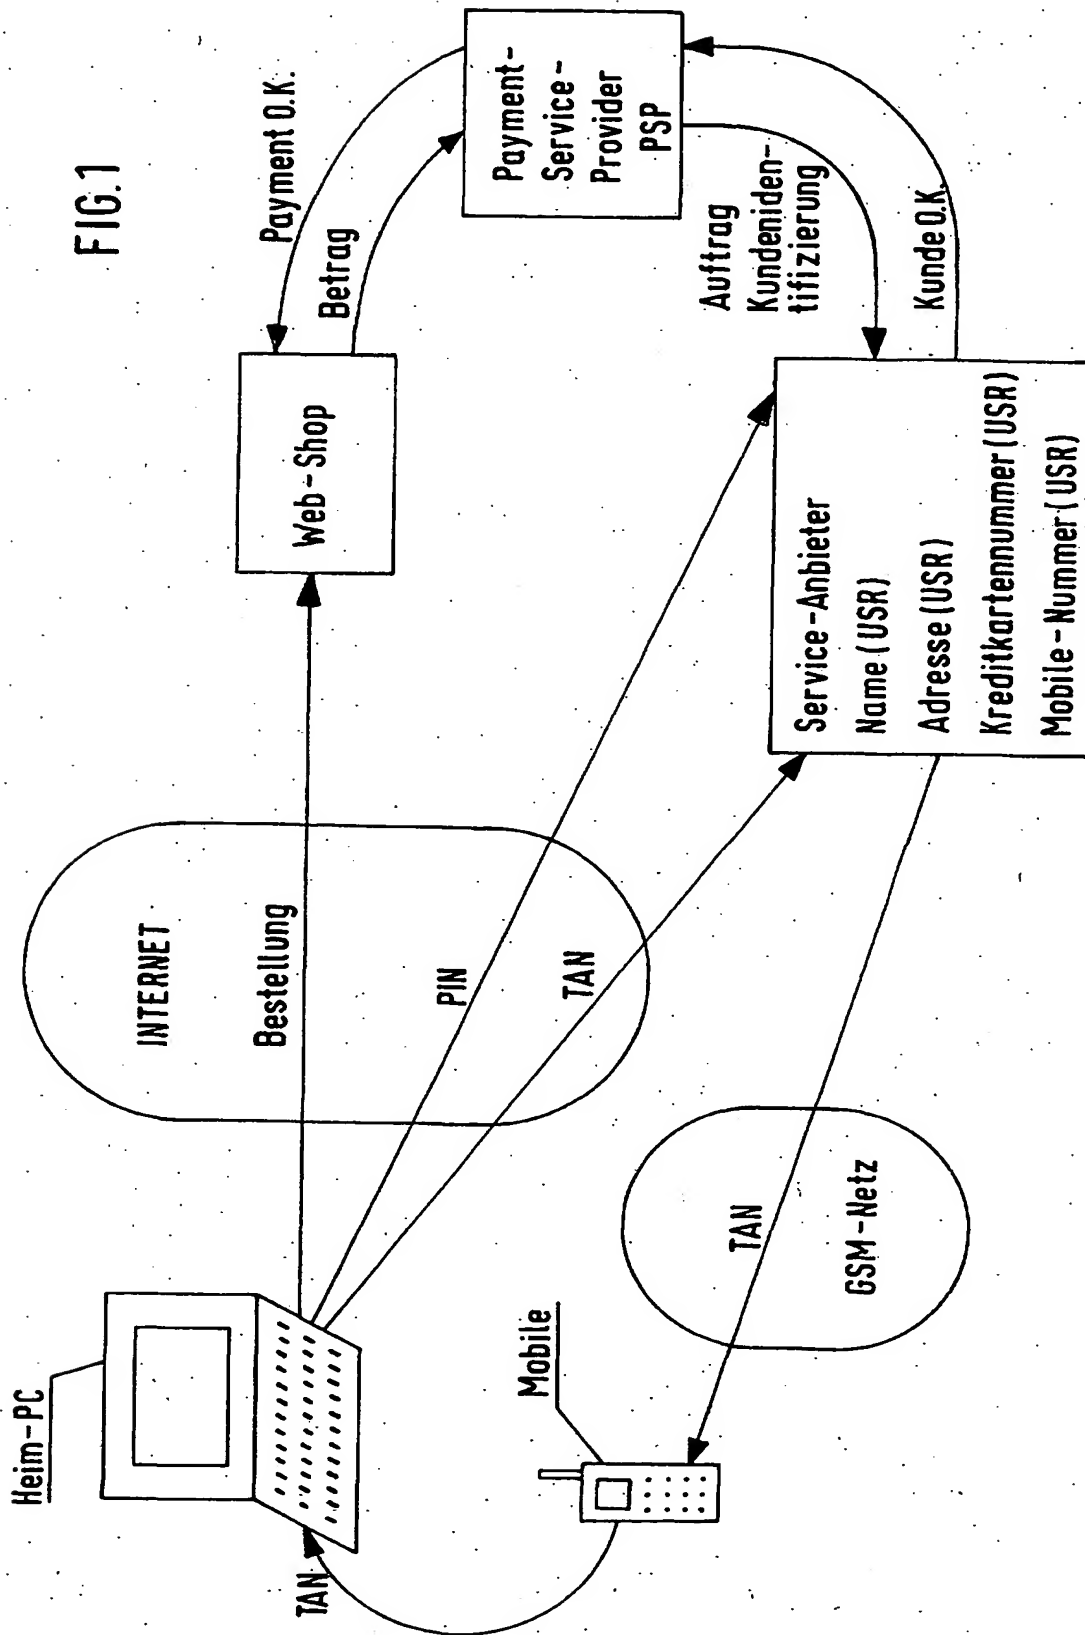 FIG.1
Heim-PC
TAN
Mobile
INTERNET
Bestellung
PIN
TAN
TAN
GSM-Netz
Web-Shop
Payment O.K.
Betrag
Payment-
Service-
Provider
PSP
Auftrag
Kundeniden-
tifizierung
Kunde O.K.
Service-Anbieter
Name (USR)
Adresse (USR)
Kreditkartennummer (USR)
Mobile-Nummer (USR)